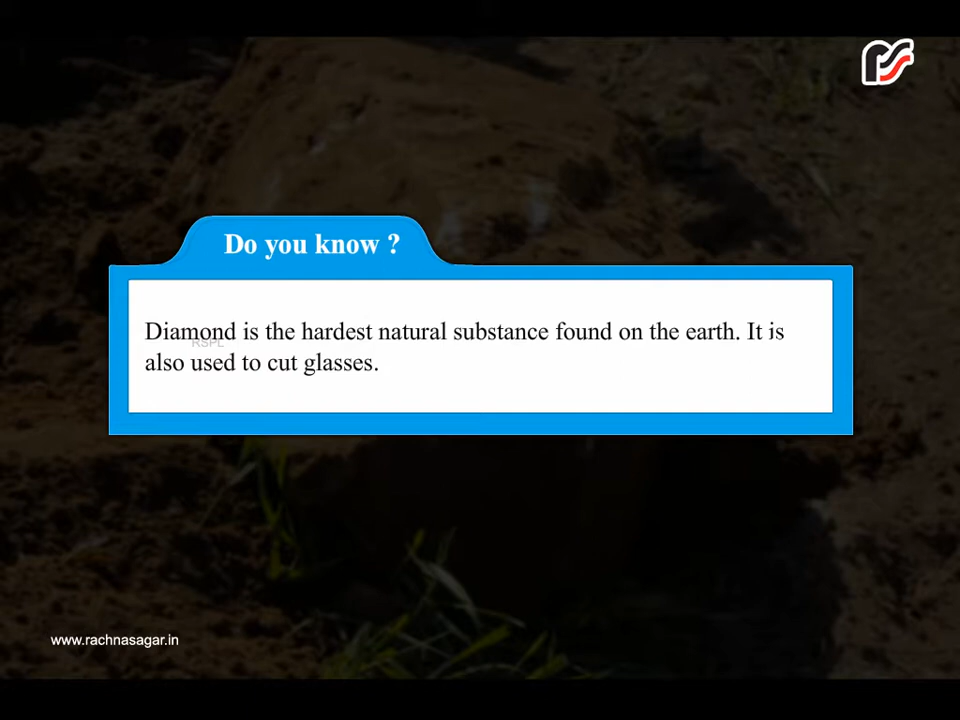 Do you know ?
Diamond is the hardest natural substance found on the earth. It is
RSPL
also used to cut glasses.
www.rachnasagar.in